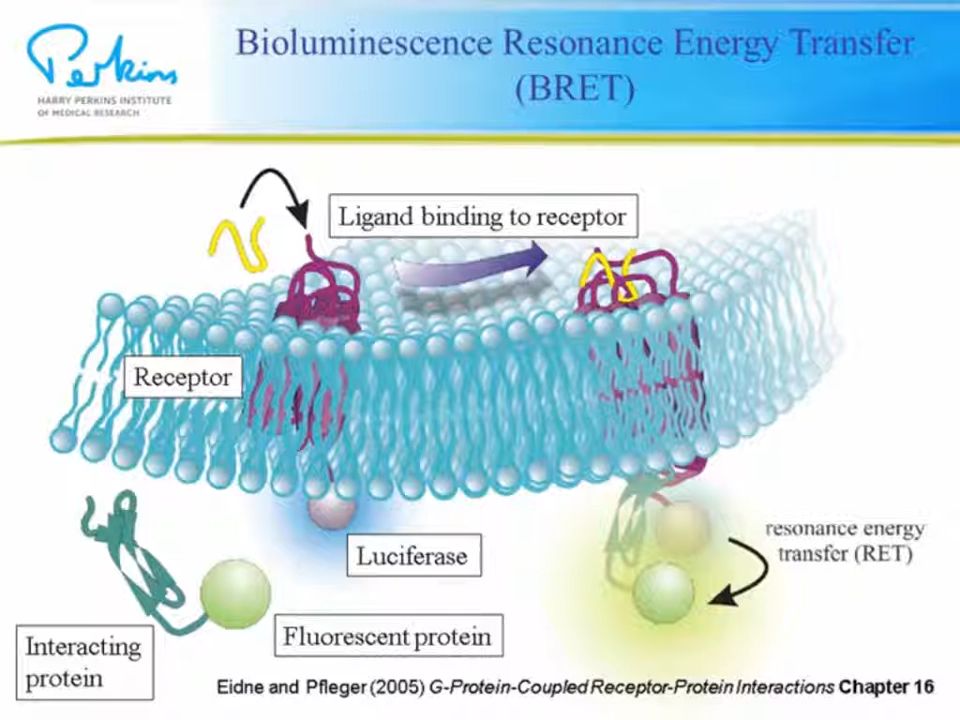 Bioluminescence Resonance Energy Transfer
(BRET)
Perkins
HARRY PERKINS INSTITUTE
OF MEDICAL RESEARCH
Ligand binding to receptor
Receptor
Luciferase
resonance energy
transfer (RET)
Fluorescent protein
Interacting
protein
Eidne and Pfleger (2005) G-Protein-Coupled Receptor-Protein Interactions Chapter 16